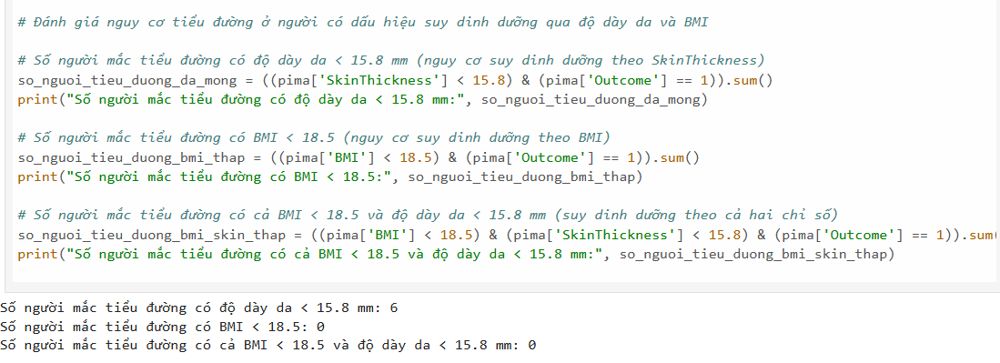 # Đánh giá nguy cơ tiểu đường ở người có dấu hiệu suy dinh dưỡng qua độ dày da và BMI
# Số người mắc tiểu đường có độ dày da < 15.8 mm (nguy cơ suy dinh dưỡng theo SkinThickness)
so_nguoi_tieu_duong_da_mong = ((pima['SkinThickness'] < 15.8) & (pima['Outcome'] == 1)).sum()
print("Số người mắc tiểu đường có độ dày da < 15.8 mm:", so_nguoi_tieu_duong_da_mong)
# Số người mắc tiểu đường có BMI < 18.5 (nguy cơ suy dinh dưỡng theo BMI)
so_nguoi_tieu_duong_bmi_thap = ((pima['BMI'] < 18.5) & (pima['Outcome'] == 1)).sum()
print("Số người mắc tiểu đường có BMI < 18.5:", so_nguoi_tieu_duong_bmi_thap)
# Số người mắc tiểu đường có cả BMI < 18.5 và độ dày da < 15.8 mm (suy dinh dưỡng theo cả hai chỉ số)
so_nguoi_tieu_duong_bmi_skin_thap = ((pima['BMI'] < 18.5) & (pima['SkinThickness'] < 15.8) & (pima['Outcome'] == 1)).sum(
print("Số người mắc tiểu đường có cả BMI < 18.5 và độ dày da < 15.8 mm:", so_nguoi_tieu_duong_bmi_skin_thap)
Số người mắc tiểu đường có độ dày da < 15.8 mm: 6
Số người mắc tiểu đường có BMI < 18.5: 0
Số người mắc tiểu đường có cả BMI < 18.5 và độ dày da < 15.8 mm: 0